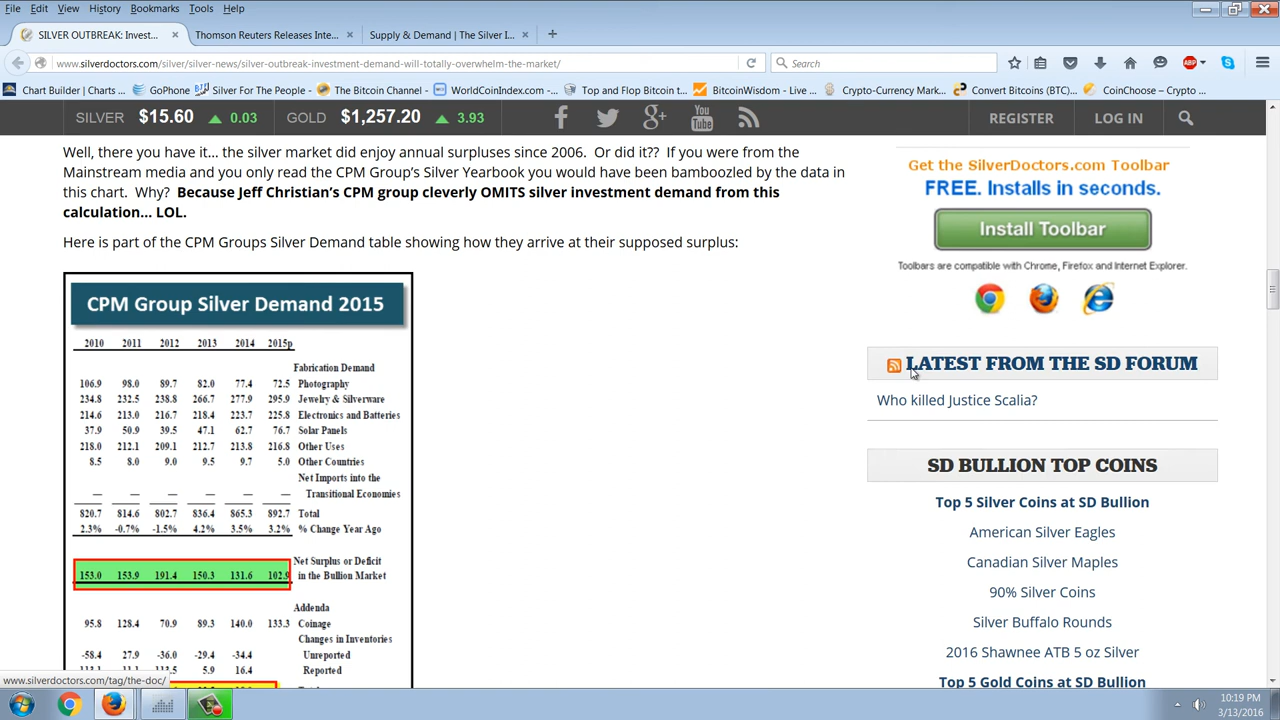 File Edit View History Bookmarks Tools Help
SILVER OUTBREAK: Invest... × Thomson Reuters Releases Inte... × Supply & Demand | The Silver I... × +
www.silverdoctors.com/silver/silver-news/silver-outbreak-investment-demand-will-totally-overwhelm-the-market/ Search ABP
Chart Builder | Charts ... GoPhone Silver For The People - The Bitcoin Channel - WorldCoinIndex.com -... Top and Flop Bitcoin t... BitcoinWisdom - Live ... Crypto-Currency Mark... Convert Bitcoins (BTC)... CoinChoose – Crypto ...
SILVER $15.60 0.03 GOLD $1,257.20 3.93 You Tube REGISTER LOG IN
Well, there you have it... the silver market did enjoy annual surpluses since 2006. Or did it?? If you were from the
Mainstream media and you only read the CPM Group's Silver Yearbook you would have been bamboozled by the data in
this chart. Why? Because Jeff Christian's CPM group cleverly OMITS silver investment demand from this
calculation... LOL.
Here is part of the CPM Groups Silver Demand table showing how they arrive at their supposed surplus:
CPM Group Silver Demand 2015
2010 2011 2012 2013 2014 2015p
Fabrication Demand
106.9 98.0 89.7 82.0 77.4 72.5 Photography
234.8 232.5 238.8 266.7 277.9 295.9 Jewelry & Silverware
214.6 213.0 216.7 218.4 223.7 225.8 Electronics and Batteries
37.9 50.9 39.5 47.1 62.7 76.7 Solar Panels
218.0 212.1 209.1 212.7 213.8 216.8 Other Uses
8.5 8.0 9.0 9.5 9.7 5.0 Other Countries
Net Imports into the
— — — — — — Transitional Economies
820.7 814.6 802.7 836.4 865.3 892.7 Total
2.3% -0.7% -1.5% 4.2% 3.5% 3.2% % Change Year Ago
Net Surplus or Deficit
153.0 153.9 191.4 150.3 131.6 102.9 in the Bullion Market
Addenda
95.8 128.4 70.9 89.3 140.0 133.3 Coinage
Changes in Inventories
-58.4 27.9 -36.0 -29.4 -34.4 Unreported
5.9 16.4 Reported
Get the SilverDoctors.com Toolbar
FREE. Installs in seconds.
Install Toolbar
Toolbars are compatible with Chrome, Firefox and Internet Explorer.
LATEST FROM THE SD FORUM
Who killed Justice Scalia?
SD BULLION TOP COINS
Top 5 Silver Coins at SD Bullion
American Silver Eagles
Canadian Silver Maples
90% Silver Coins
Silver Buffalo Rounds
2016 Shawnee ATB 5 oz Silver
Top 5 Gold Coins at SD Bullion
www.silverdoctors.com/tag/the-doc/
10:19 PM
3/13/2016